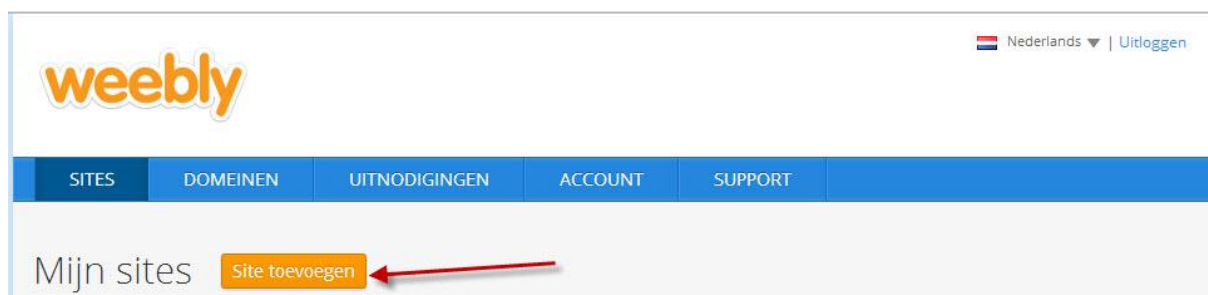 Nederlands | Uitloggen
weebly
SITES DOMEINEN UITNODIGINGEN ACCOUNT SUPPORT
Mijn sites Site toevoegen